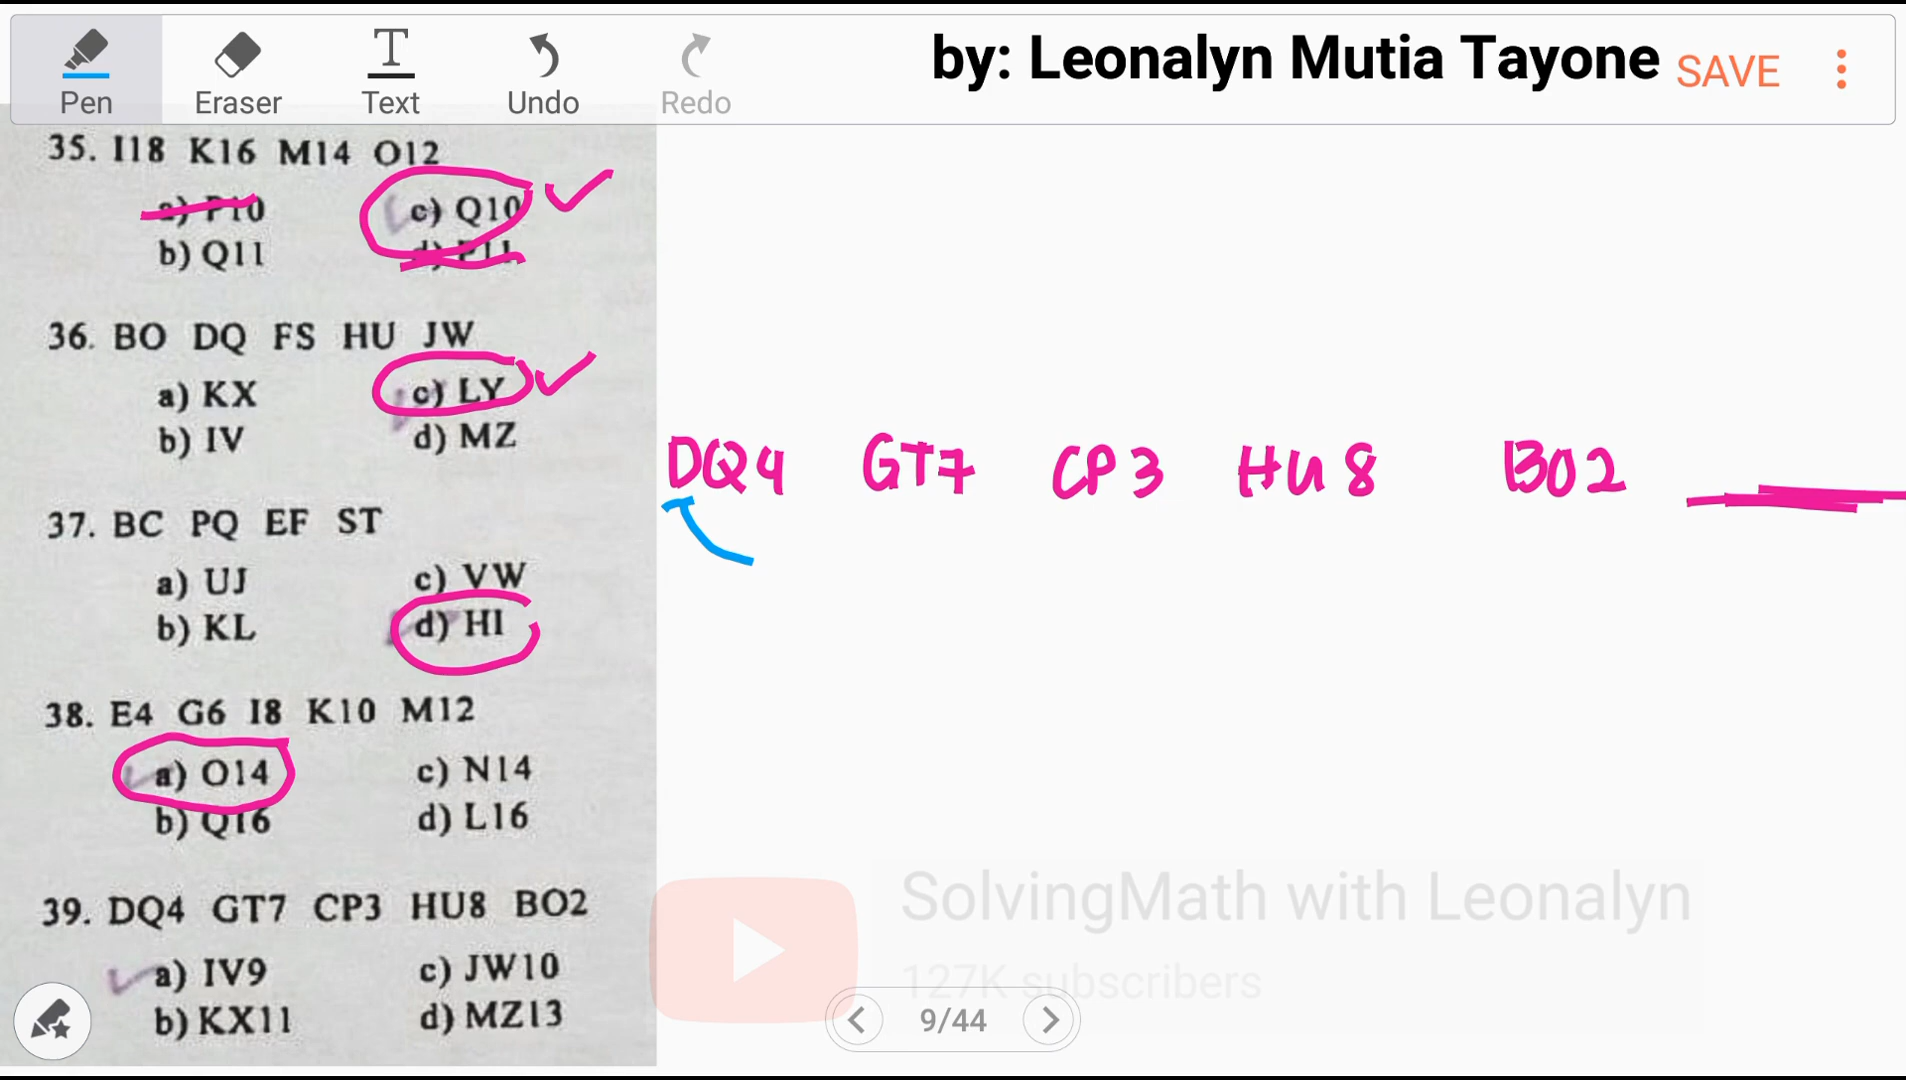 Pen Eraser Text Undo Redo by: Leonalyn Mutia Tayone SAVE
35. I18 K16 M14 O12
a) P10 c) Q10
b) Q11 d) P11
36. BO DQ FS HU JW
a) KX c) LY
b) IV d) MZ
DQ4 GT7 CP3 HU8 BO2
37. BC PQ EF ST
a) UJ c) VW
b) KL d) HI
38. E4 G6 I8 K10 M12
a) O14 c) N14
b) Q16 d) L16
39. DQ4 GT7 CP3 HU8 BO2
a) IV9 c) JW10
b) KX11 d) MZ13
SolvingMath with Leonalyn
127K subscribers
9/44